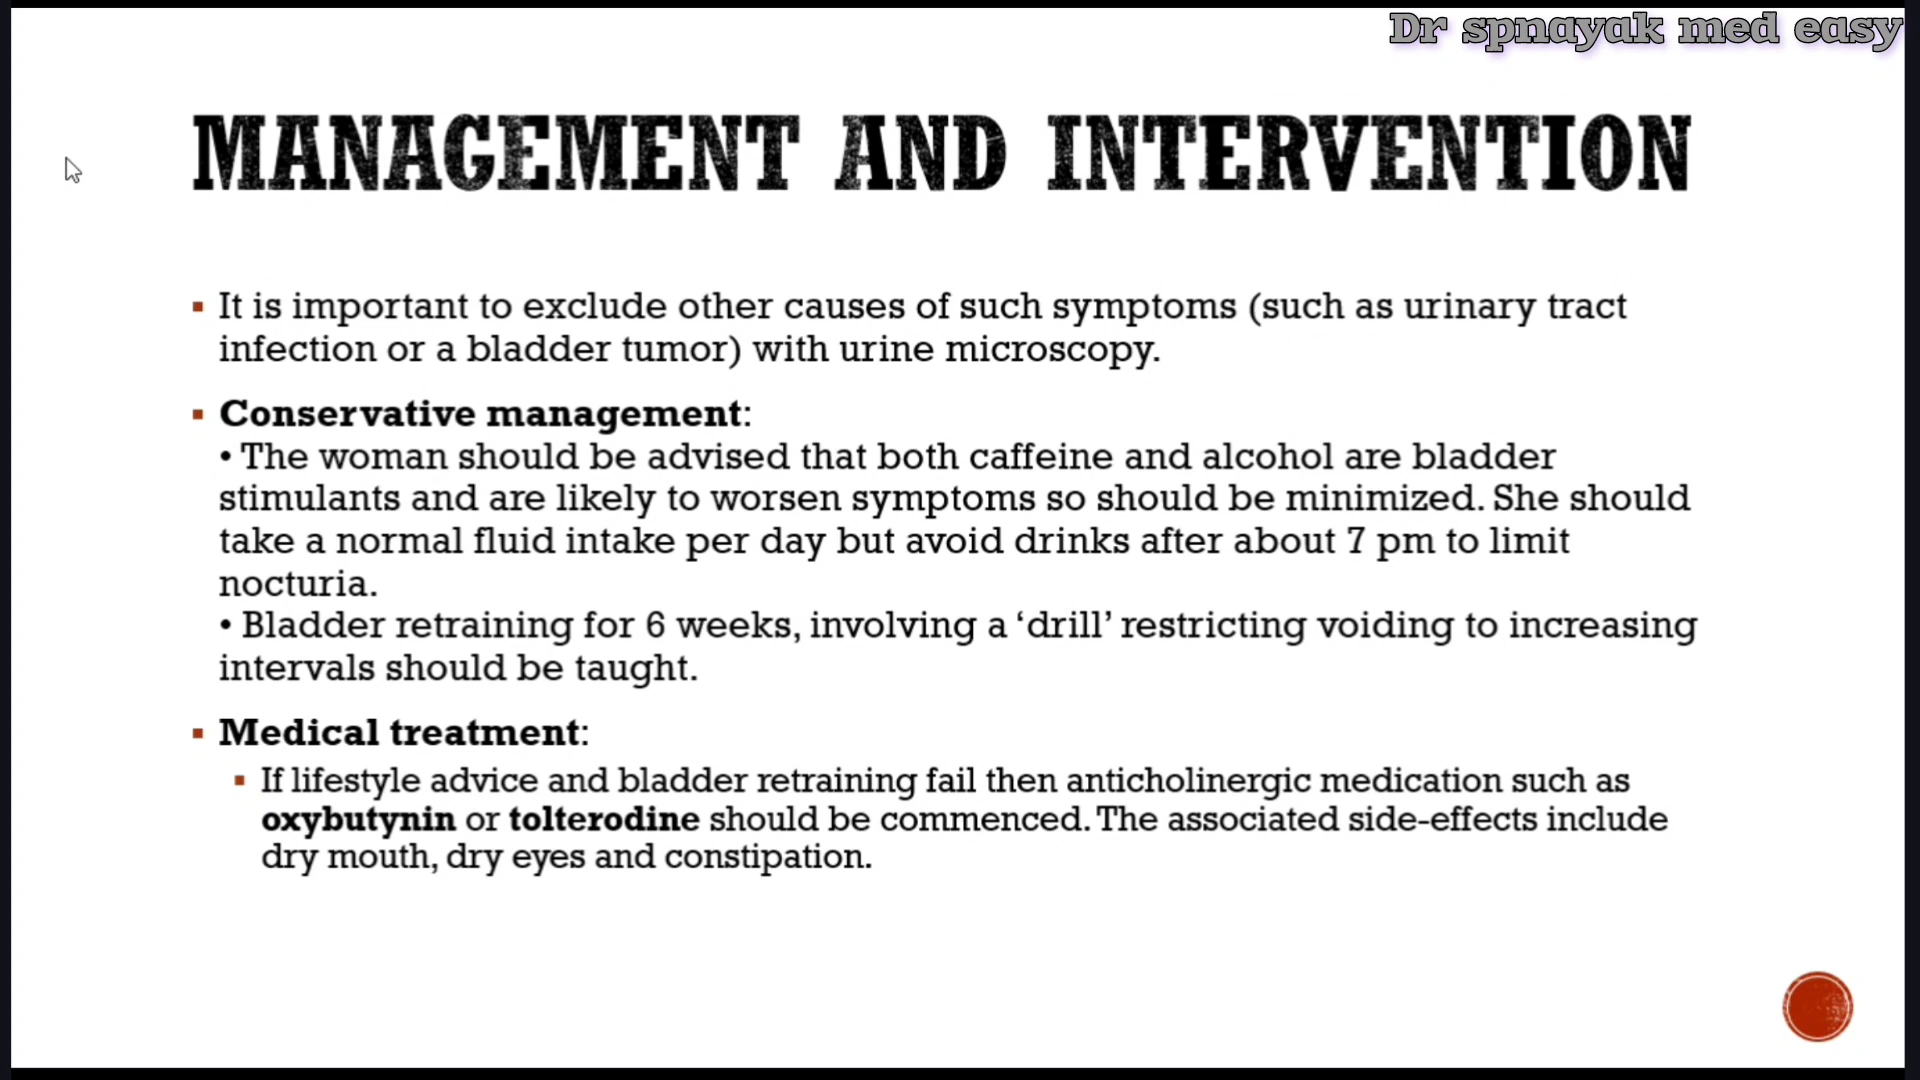 Dr spnayak med easy
MANAGEMENT AND INTERVENTION
▪ It is important to exclude other causes of such symptoms (such as urinary tract
infection or a bladder tumor) with urine microscopy.
▪ Conservative management:
• The woman should be advised that both caffeine and alcohol are bladder
stimulants and are likely to worsen symptoms so should be minimized. She should
take a normal fluid intake per day but avoid drinks after about 7 pm to limit
nocturia.
• Bladder retraining for 6 weeks, involving a ‘drill’ restricting voiding to increasing
intervals should be taught.
▪ Medical treatment:
▪ If lifestyle advice and bladder retraining fail then anticholinergic medication such as
oxybutynin or tolterodine should be commenced. The associated side-effects include
dry mouth, dry eyes and constipation.